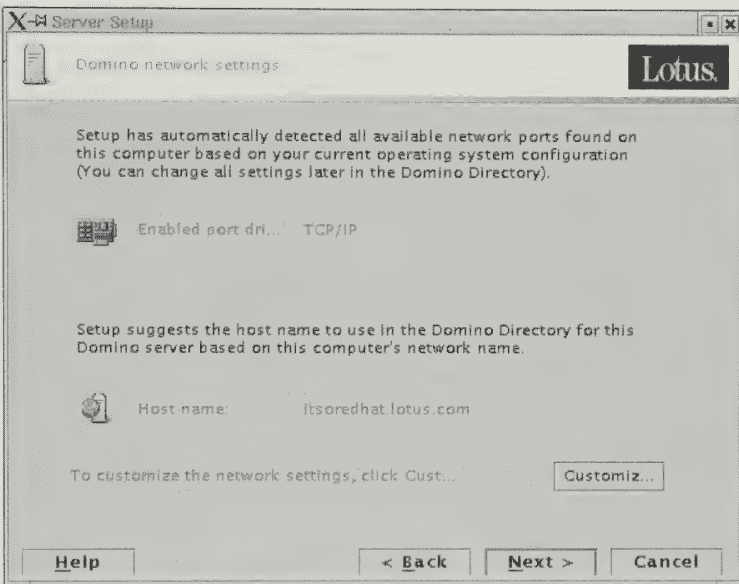 Server Setup
Domino network settings
Lotus.
Setup has automatically detected all available network ports found on
this computer based on your current operating system configuration
(You can change all settings later in the Domino Directory).
Enabled port dri... TCP/IP
Setup suggests the host name to use in the Domino Directory for this
Domino server based on this computer's network name.
Host name: itsoredhat.lotus.com
To customize the network settings, click Cust... Customiz...
Help < Back Next > Cancel